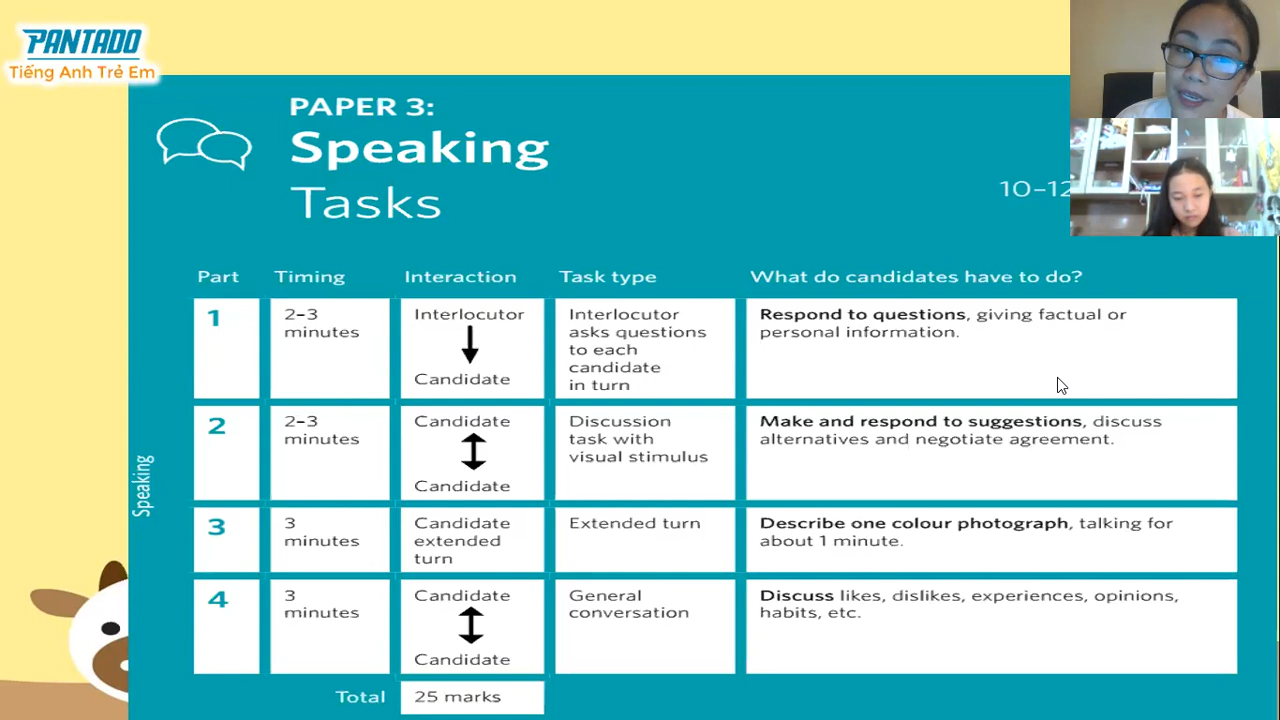 PANTADO
Tiếng Anh Trẻ Em
PAPER 3:
Speaking
Tasks
10–12
Part Timing Interaction Task type What do candidates have to do?
1
2–3
minutes
Interlocutor
Candidate
Interlocutor
asks questions
to each
candidate
in turn
Respond to questions, giving factual or
personal information.
2
2–3
minutes
Candidate
Candidate
Discussion
task with
visual stimulus
Make and respond to suggestions, discuss
alternatives and negotiate agreement.
3
3
minutes
Candidate
extended
turn
Extended turn
Describe one colour photograph, talking for
about 1 minute.
4
3
minutes
Candidate
Candidate
General
conversation
Discuss likes, dislikes, experiences, opinions,
habits, etc.
Total 25 marks
Speaking